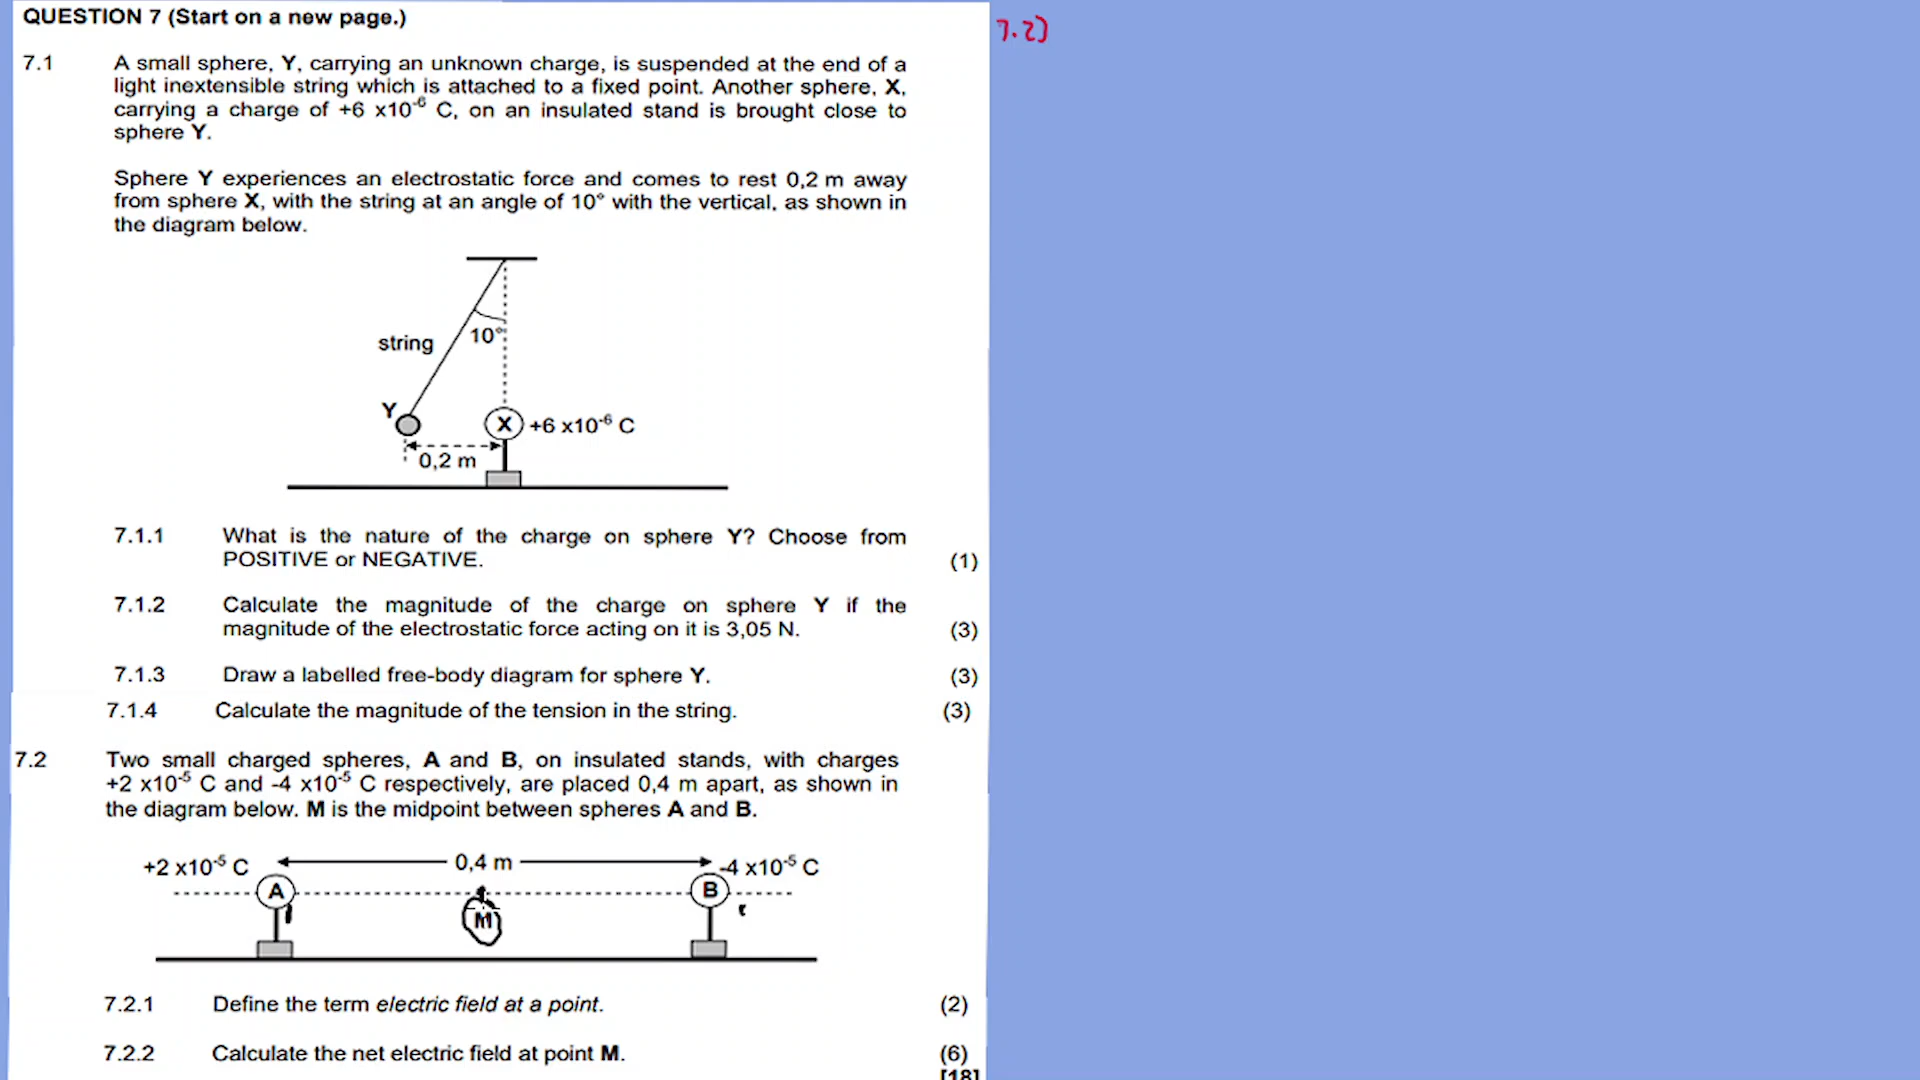 QUESTION 7 (Start on a new page.)
7.2)
7.1 A small sphere, Y, carrying an unknown charge, is suspended at the end of a
light inextensible string which is attached to a fixed point. Another sphere, X,
carrying a charge of +6 x10⁻⁶ C, on an insulated stand is brought close to
sphere Y.
Sphere Y experiences an electrostatic force and comes to rest 0,2 m away
from sphere X, with the string at an angle of 10° with the vertical, as shown in
the diagram below.
10°
string
Y
X +6 x10⁻⁶ C
0,2 m
7.1.1 What is the nature of the charge on sphere Y? Choose from
POSITIVE or NEGATIVE. (1)
7.1.2 Calculate the magnitude of the charge on sphere Y if the
magnitude of the electrostatic force acting on it is 3,05 N. (3)
7.1.3 Draw a labelled free-body diagram for sphere Y. (3)
7.1.4 Calculate the magnitude of the tension in the string. (3)
7.2 Two small charged spheres, A and B, on insulated stands, with charges
+2 x10⁻⁵ C and -4 x10⁻⁵ C respectively, are placed 0,4 m apart, as shown in
the diagram below. M is the midpoint between spheres A and B.
+2 x10⁻⁵ C 0,4 m -4 x10⁻⁵ C
A B
M
7.2.1 Define the term electric field at a point. (2)
7.2.2 Calculate the net electric field at point M. (6)
[18]